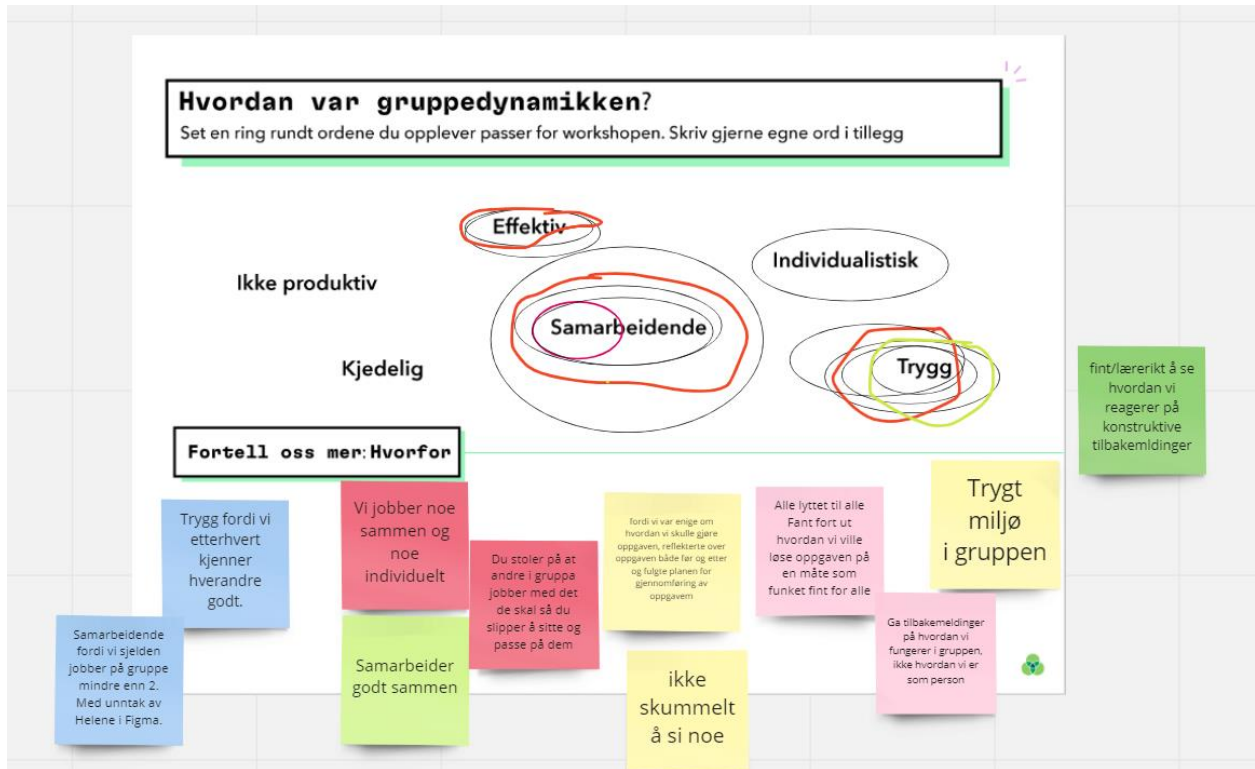 Hvordan var gruppedynamikken?
Set en ring rundt ordene du opplever passer for workshopen. Skriv gjerne egne ord i tillegg
Effektiv
Individualistisk
Ikke produktiv
Samarbeidende
Kjedelig
Trygg
fint/lærerikt å se
hvordan vi
reagerer på
konstruktive
tilbakemldinger
Fortell oss mer: Hvorfor
Trygg fordi vi
etterhvert
kjenner
hverandre
godt.
Vi jobber noe
sammen og
noe
individuelt
Du stoler på at
andre i gruppa
jobber med det
de skal så du
slipper å sitte og
passe på dem
fordi vi var enige om
hvordan vi skulle gjøre
oppgaven, reflekterte over
oppgaven både før og etter
og fulgte planen for
gjennomføring av
oppgavem
Alle lyttet til alle
Fant fort ut
hvordan vi ville
løse oppgaven på
en måte som
funket fint for alle
Trygt
miljø
i gruppen
Samarbeidende
fordi vi sjelden
jobber på gruppe
mindre enn 2.
Med unntak av
Helene i Figma.
Samarbeider
godt sammen
ikke
skummelt
å si noe
Ga tilbakemeldinger
på hvordan vi
fungerer i gruppen,
ikke hvordan vi er
som person